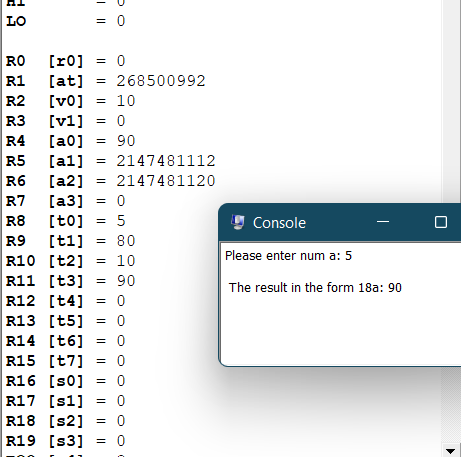 HI = 0
LO = 0
R0 [r0] = 0
R1 [at] = 268500992
R2 [v0] = 10
R3 [v1] = 0
R4 [a0] = 90
R5 [a1] = 2147481112
R6 [a2] = 2147481120
R7 [a3] = 0
R8 [t0] = 5
R9 [t1] = 80
R10 [t2] = 10
R11 [t3] = 90
R12 [t4] = 0
R13 [t5] = 0
R14 [t6] = 0
R15 [t7] = 0
R16 [s0] = 0
R17 [s1] = 0
R18 [s2] = 0
R19 [s3] = 0
Console
Please enter num a: 5
The result in the form 18a: 90